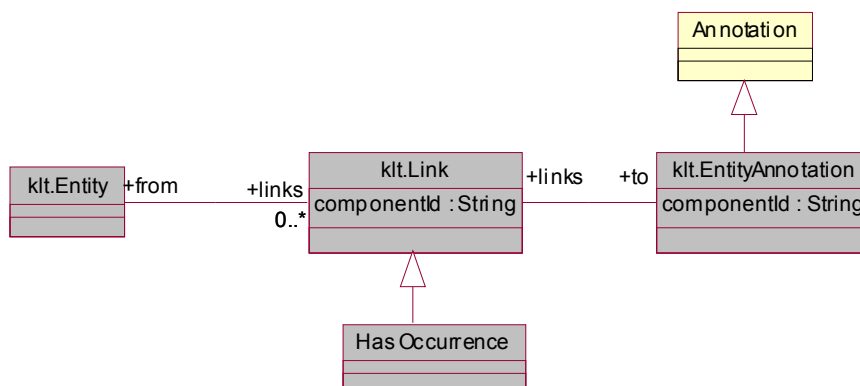 Annotation
klt.Entity
+from
+links
0..*
klt.Link
componentId : String
+links
+to
klt.EntityAnnotation
componentId : String
HasOccurrence